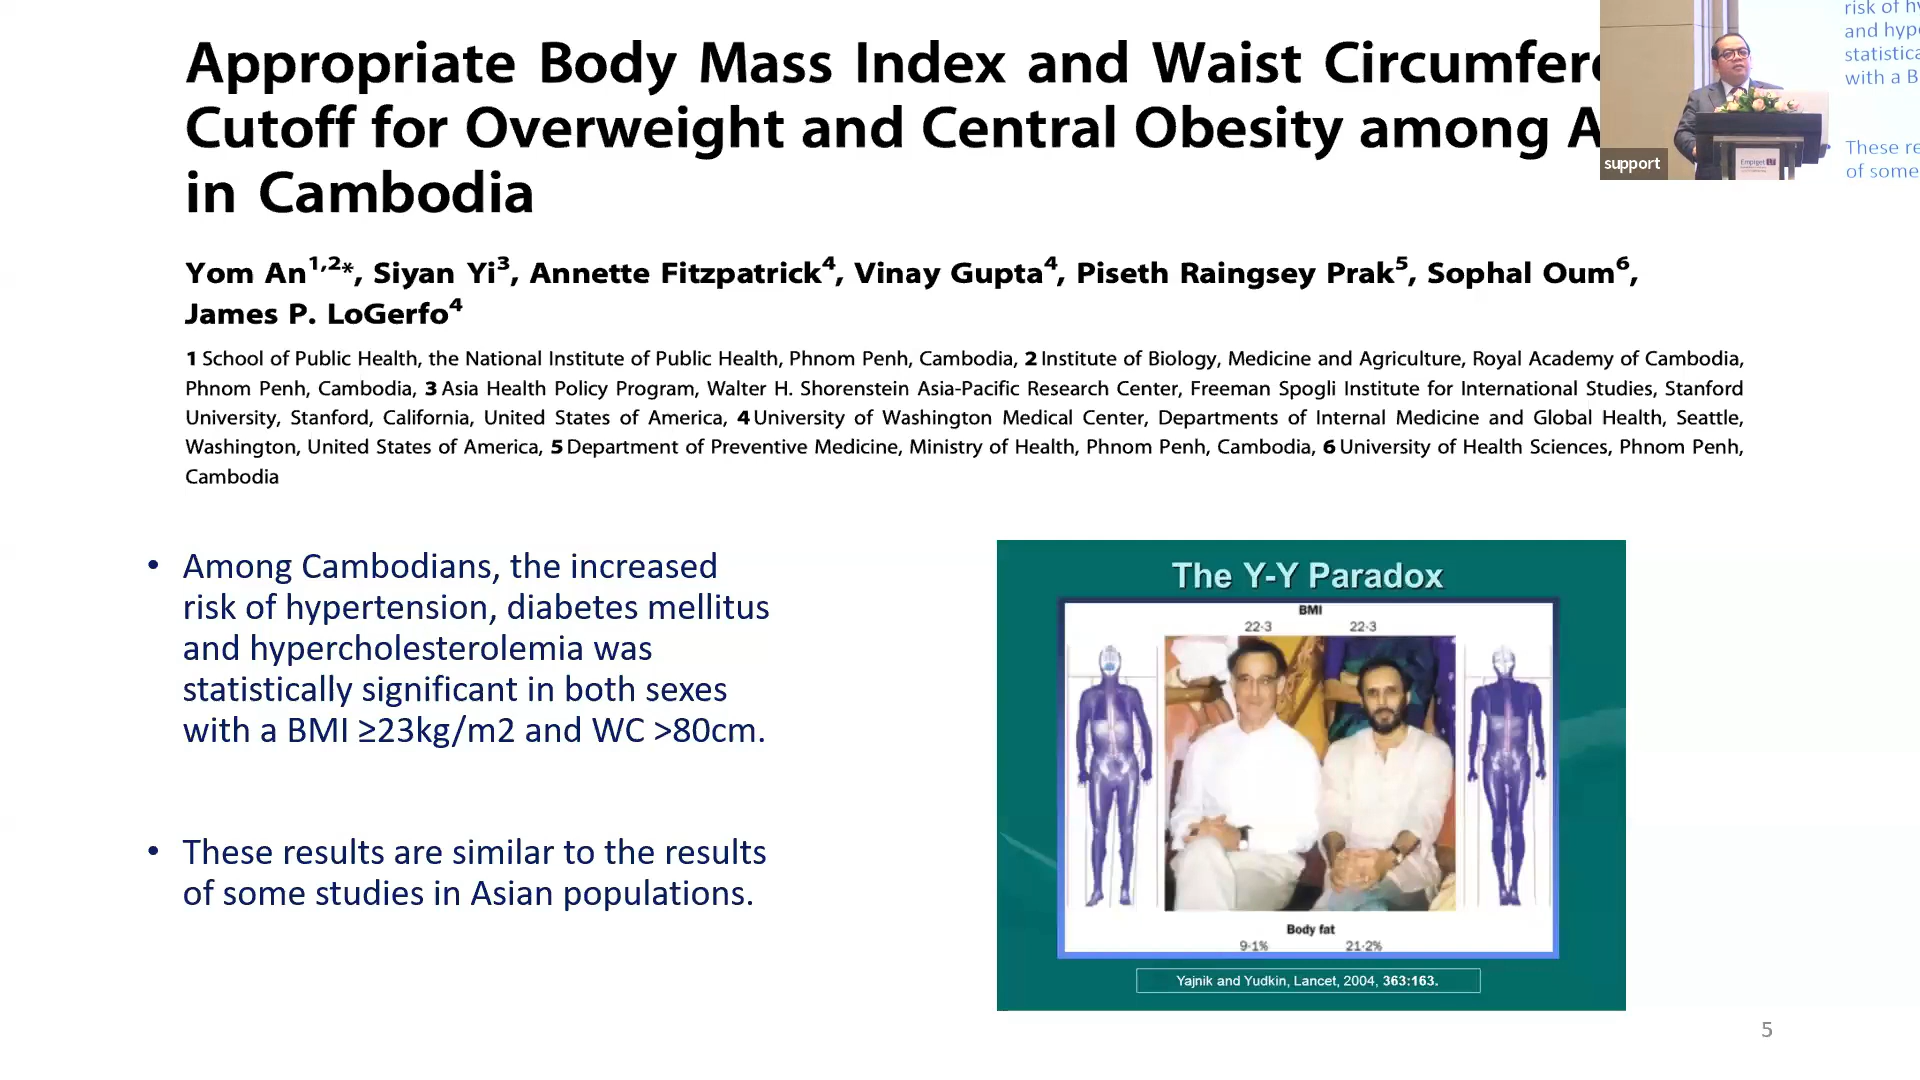 Appropriate Body Mass Index and Waist Circumfere
Cutoff for Overweight and Central Obesity among A
in Cambodia
Yom An1,2*, Siyan Yi3, Annette Fitzpatrick4, Vinay Gupta4, Piseth Raingsey Prak5, Sophal Oum6,
James P. LoGerfo4
1 School of Public Health, the National Institute of Public Health, Phnom Penh, Cambodia, 2 Institute of Biology, Medicine and Agriculture, Royal Academy of Cambodia,
Phnom Penh, Cambodia, 3 Asia Health Policy Program, Walter H. Shorenstein Asia-Pacific Research Center, Freeman Spogli Institute for International Studies, Stanford
University, Stanford, California, United States of America, 4 University of Washington Medical Center, Departments of Internal Medicine and Global Health, Seattle,
Washington, United States of America, 5 Department of Preventive Medicine, Ministry of Health, Phnom Penh, Cambodia, 6 University of Health Sciences, Phnom Penh,
Cambodia
• Among Cambodians, the increased
risk of hypertension, diabetes mellitus
and hypercholesterolemia was
statistically significant in both sexes
with a BMI ≥23kg/m2 and WC >80cm.
• These results are similar to the results
of some studies in Asian populations.
The Y-Y Paradox
BMI
22·3 22·3
Body fat
9·1% 21·2%
Yajnik and Yudkin, Lancet, 2004, 363:163.
5
support
risk of h
and hyp
statistica
with a B
These re
of some